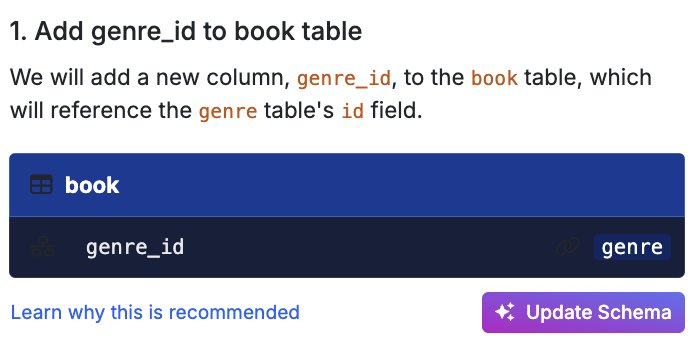 1. Add genre_id to book table
We will add a new column, genre_id, to the book table, which
will reference the genre table's id field.
book
genre_id genre
Learn why this is recommended Update Schema